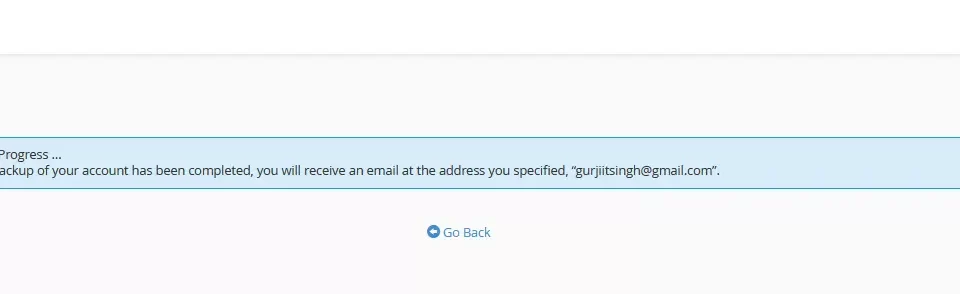 Progress ...
ackup of your account has been completed, you will receive an email at the address you specified, “gurjiitsingh@gmail.com”.
Go Back